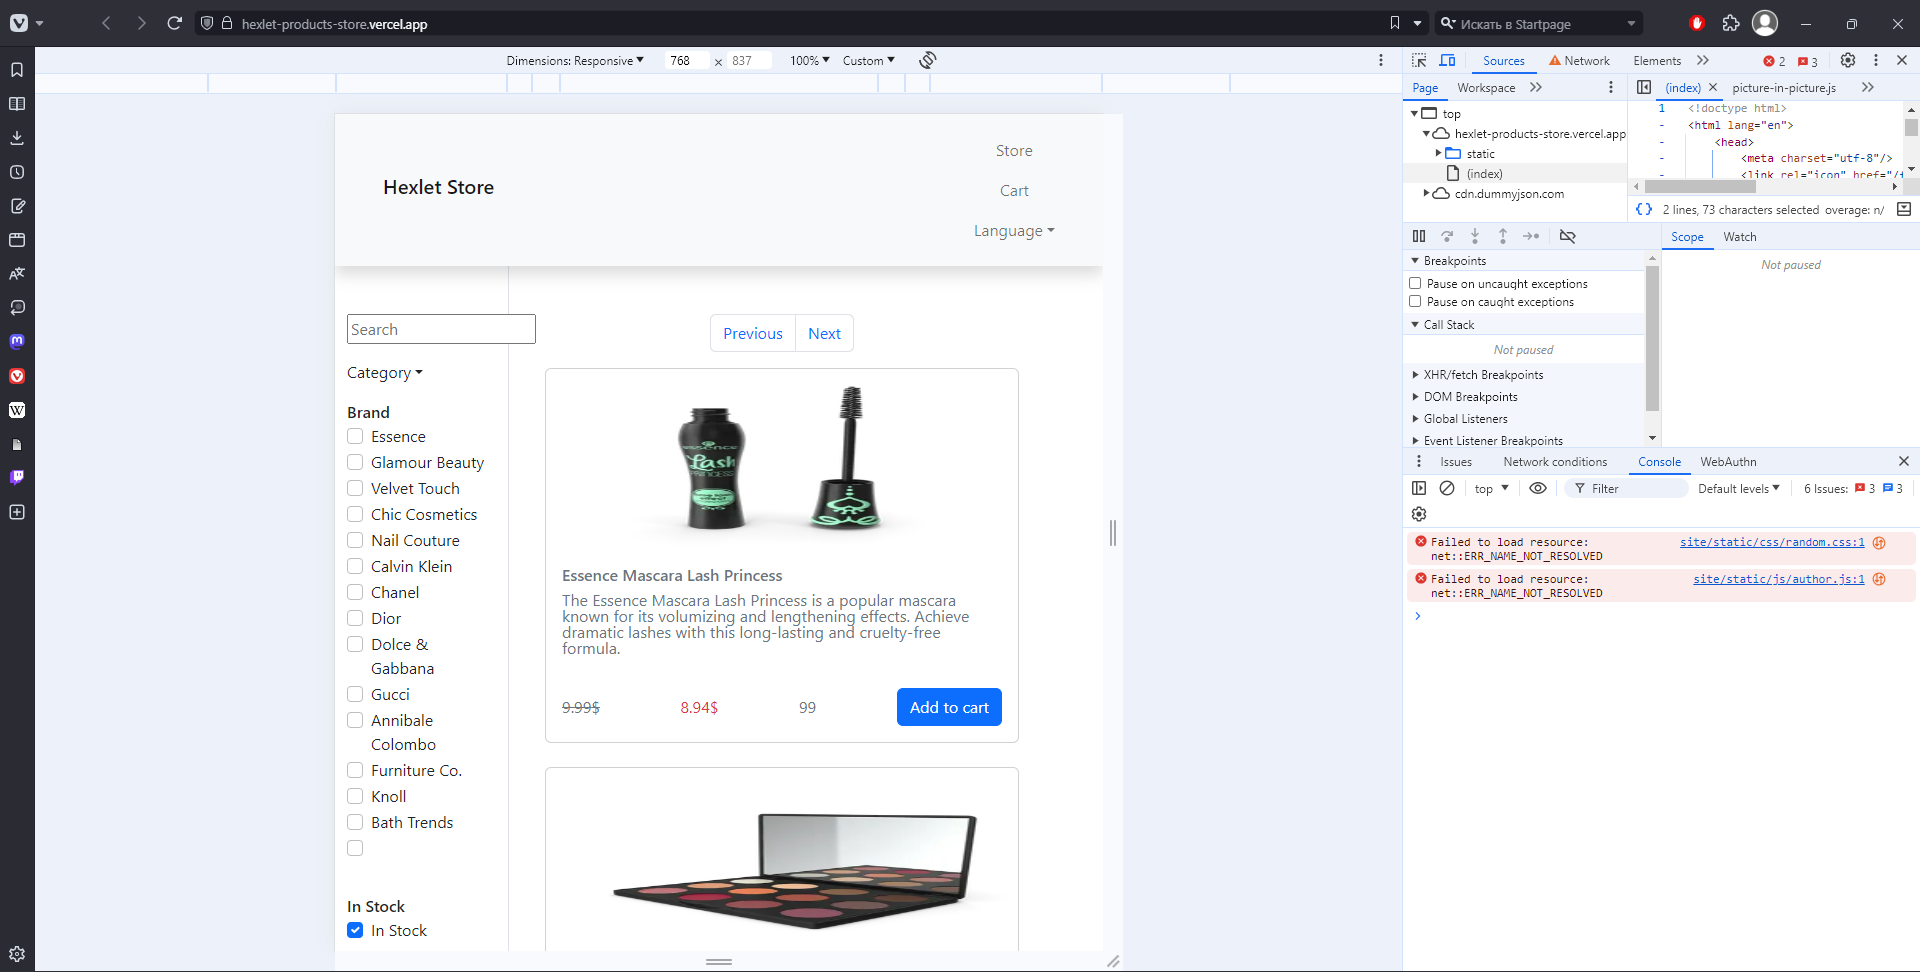 hexlet-products-store.vercel.app
Искать в Startpage
Dimensions: Responsive
768 × 837
100%
Custom
Hexlet Store
Store
Cart
Language
Search
Category
Brand
Essence
Glamour Beauty
Velvet Touch
Chic Cosmetics
Nail Couture
Calvin Klein
Chanel
Dior
Dolce &
Gabbana
Gucci
Annibale
Colombo
Furniture Co.
Knoll
Bath Trends
In Stock
In Stock
Previous
Next
essence
Lash
PRINCESS
Essence Mascara Lash Princess
The Essence Mascara Lash Princess is a popular mascara
known for its volumizing and lengthening effects. Achieve
dramatic lashes with this long-lasting and cruelty-free
formula.
9.99$ 8.94$ 99 Add to cart
Sources
Network
Elements
2
3
Page
Workspace
top
hexlet-products-store.vercel.app
static
(index)
cdn.dummyjson.com
(index)
picture-in-picture.js
1 <!doctype html>
- <html lang="en">
- <head>
- <meta charset="utf-8"/>
- <link rel="icon" href="/f
{} 2 lines, 73 characters selected overage: n/
Breakpoints
Pause on uncaught exceptions
Pause on caught exceptions
Call Stack
Not paused
XHR/fetch Breakpoints
DOM Breakpoints
Global Listeners
Event Listener Breakpoints
Scope
Watch
Not paused
Issues
Network conditions
Console
WebAuthn
top
Filter
Default levels
6 Issues: 3 3
Failed to load resource: site/static/css/random.css:1
net::ERR_NAME_NOT_RESOLVED
Failed to load resource: site/static/js/author.js:1
net::ERR_NAME_NOT_RESOLVED